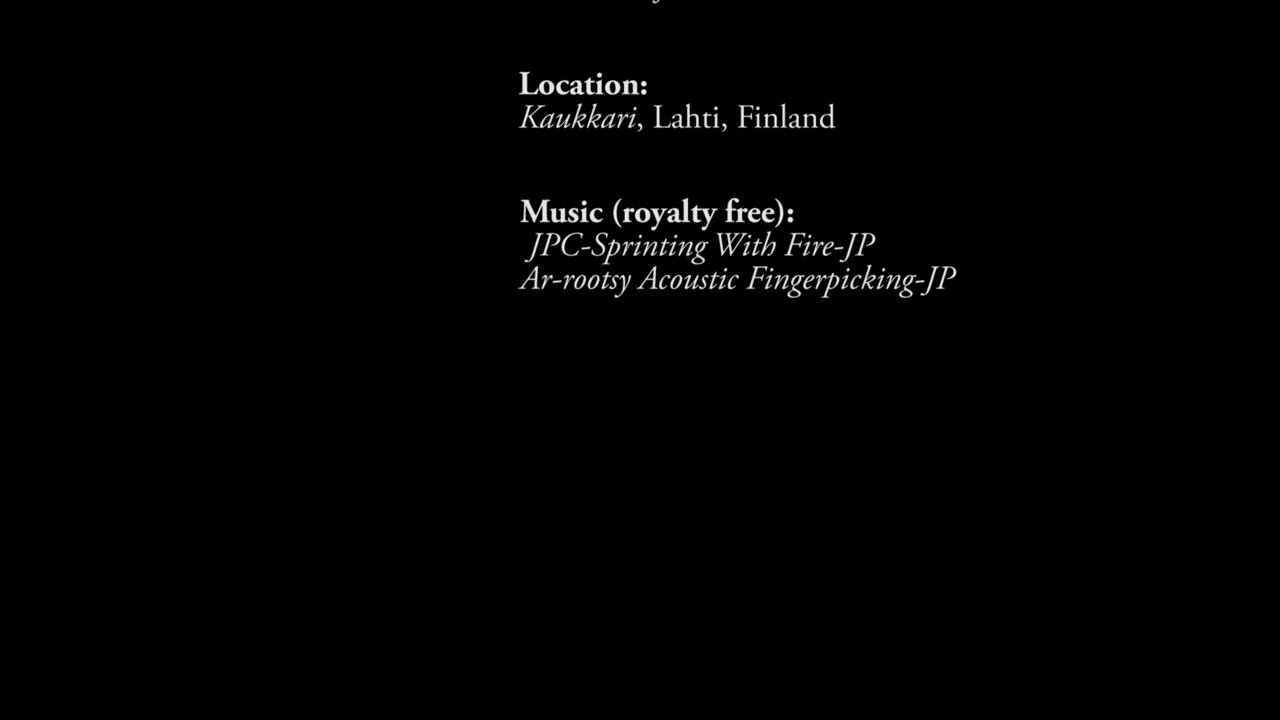 Location:
Kaukkari, Lahti, Finland
Music (royalty free):
JPC-Sprinting With Fire-JP
Ar-rootsy Acoustic Fingerpicking-JP